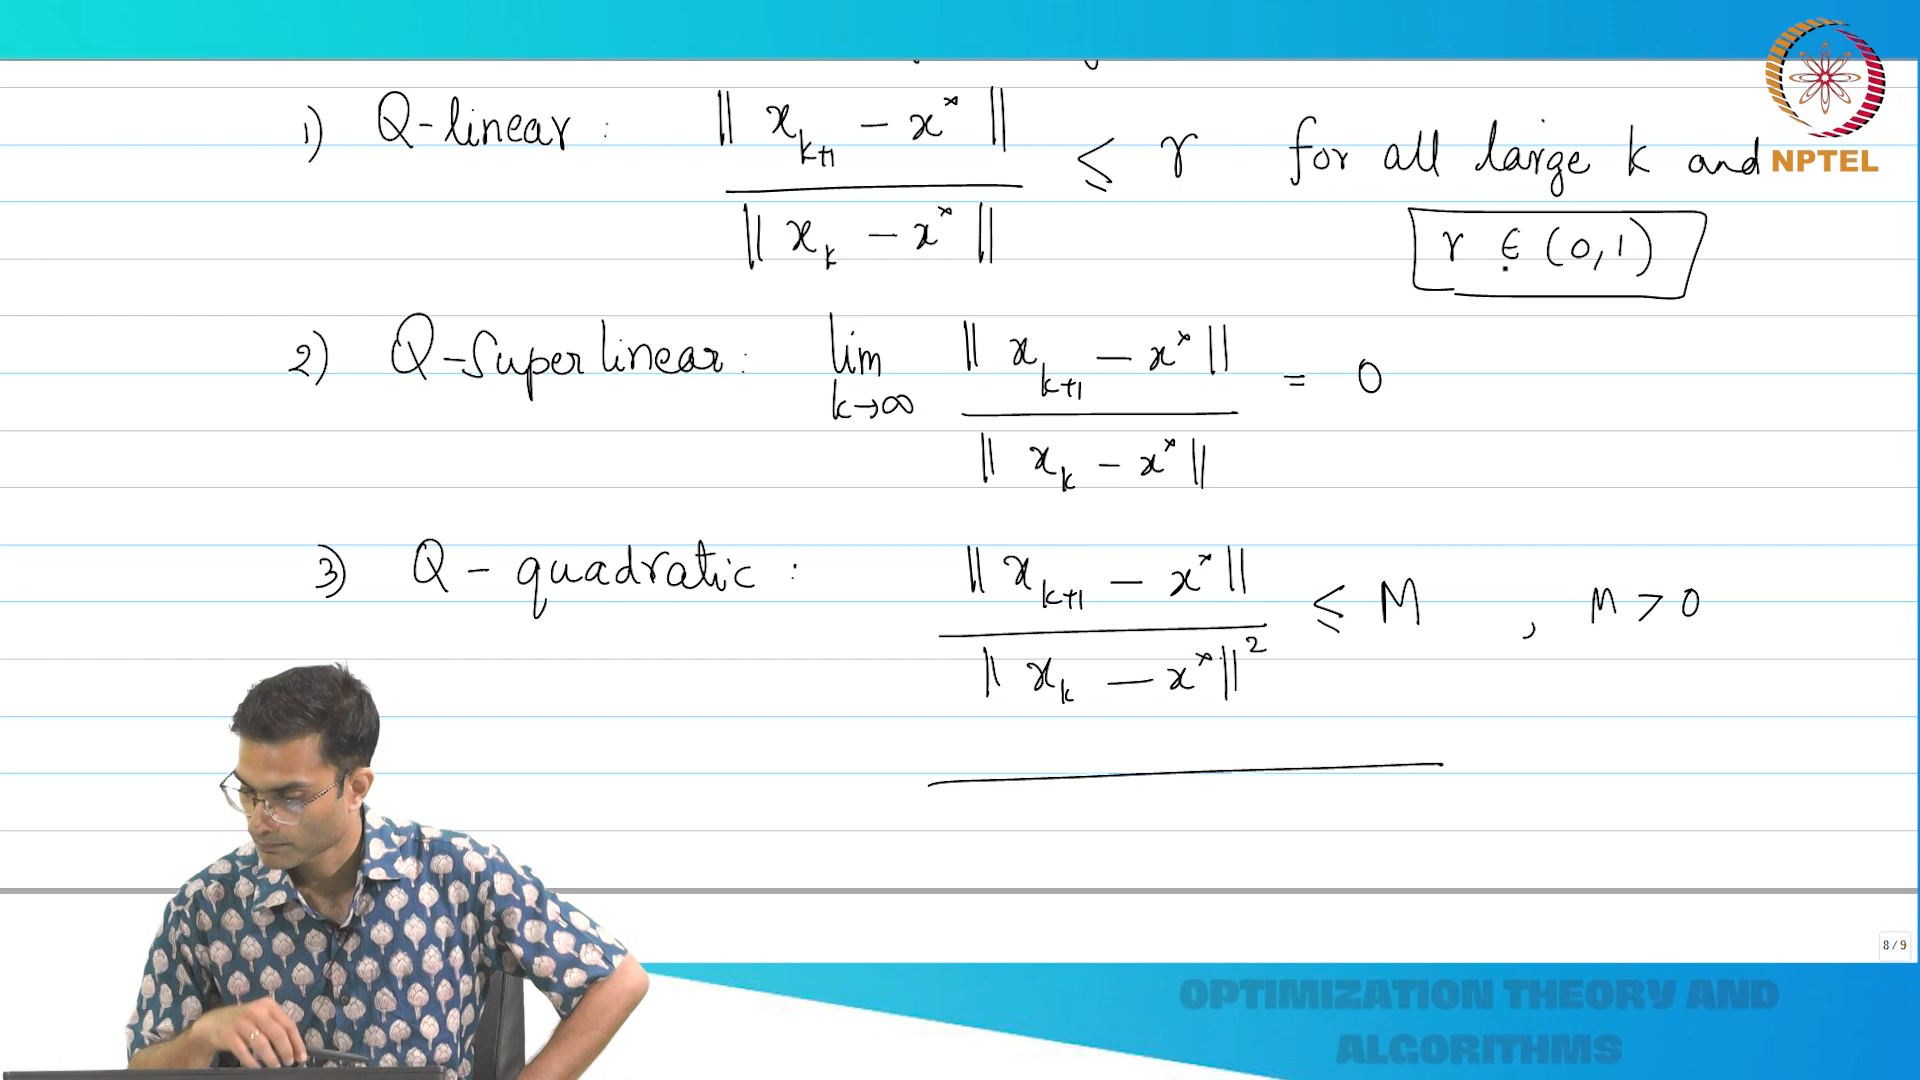 1) Q-linear: || x_{k+1} - x* || / || x_k - x* || ≤ r for all large k and
r ∈ (0,1)
2) Q-Superlinear: lim k→∞ || x_{k+1} - x* || / || x_k - x* || = 0
3) Q-quadratic: || x_{k+1} - x* || / || x_k - x* ||² ≤ M , M > 0
NPTEL
8 / 9
OPTIMIZATION THEORY AND
ALGORITHMS